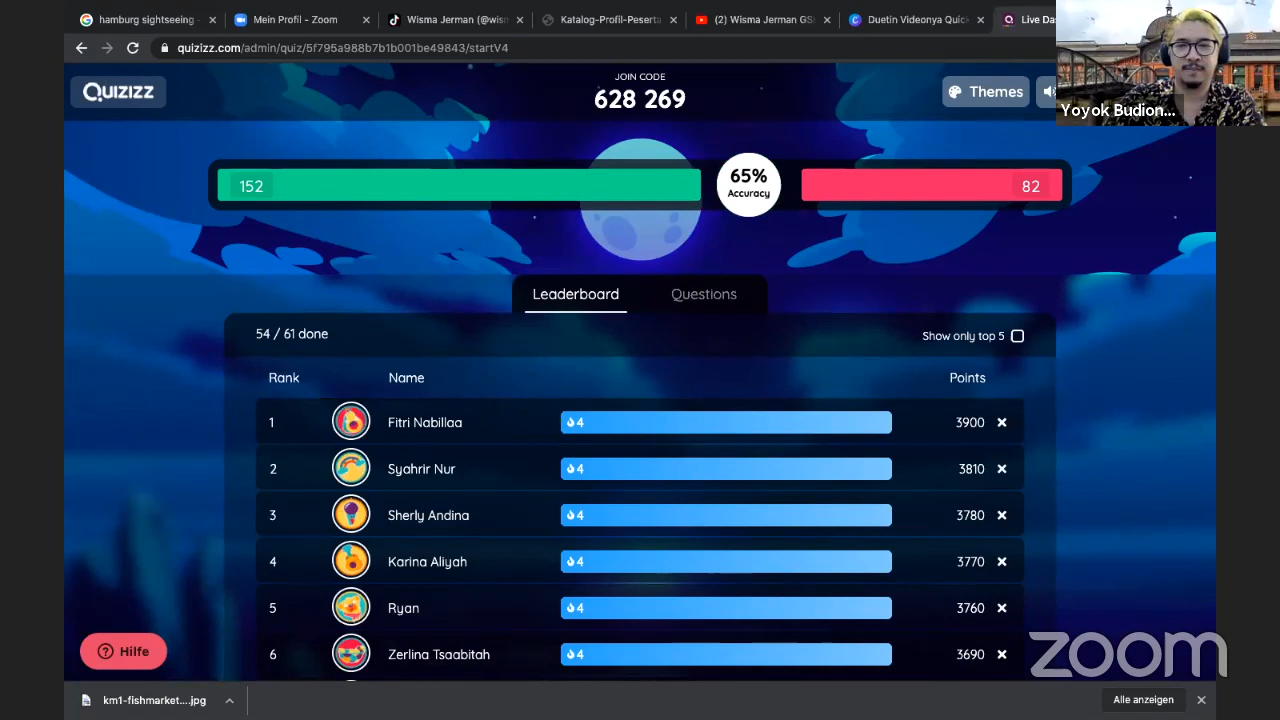 hamburg sightseeing -
Mein Profil - Zoom
Wisma Jerman (@wism
Katalog-Profil-Peserta
(2) Wisma Jerman GS
Duetin Videonya Quick
Live Das
quizizz.com/admin/quiz/5f795a988b7b1b001be49843/startV4
Quizizz
JOIN CODE
628 269
Themes
Yoyok Budion...
152
65%
Accuracy
82
Leaderboard
Questions
54 / 61 done
Show only top 5
Rank Name Points
1 Fitri Nabillaa 4 3900
2 Syahrir Nur 4 3810
3 Sherly Andina 4 3780
4 Karina Aliyah 4 3770
5 Ryan 4 3760
6 Zerlina Tsaabitah 4 3690
Hilfe
zoom
km1-fishmarket....jpg
Alle anzeigen